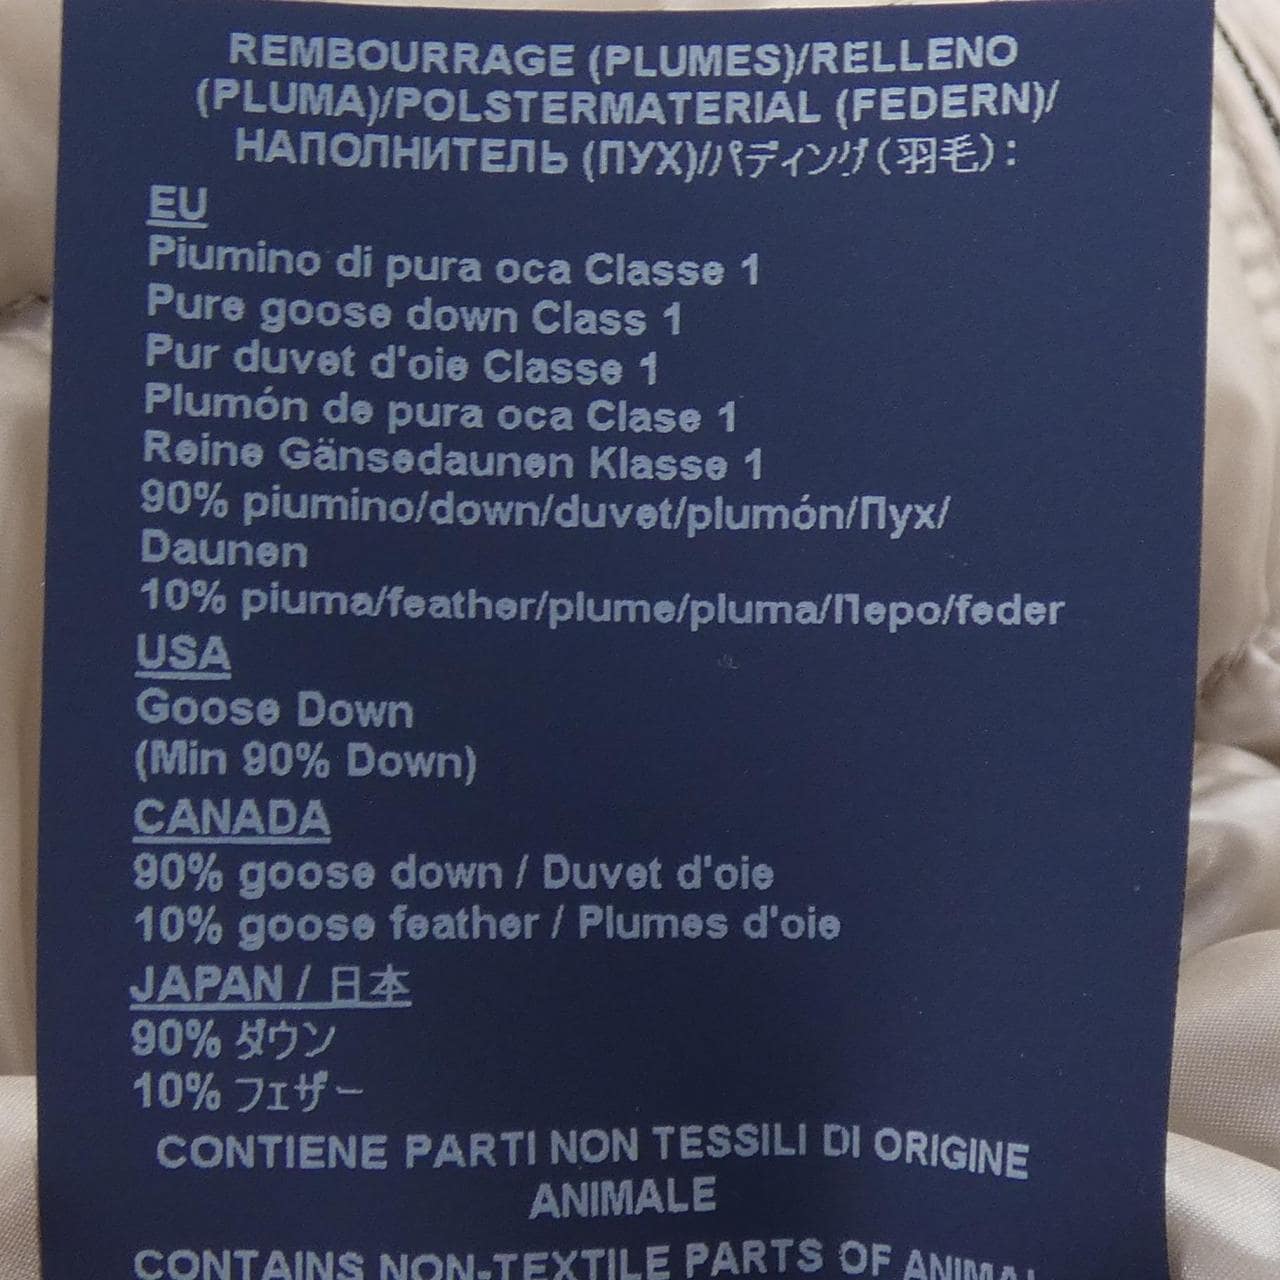 REMBOURRAGE (PLUMES)/RELLENO
(PLUMA)/POLSTERMATERIAL (FEDERN)/
НАПОЛНИТЕЛЬ (ПУХ)/パディング(羽毛):
EU
Piumino di pura oca Classe 1
Pure goose down Class 1
Pur duvet d'oie Classe 1
Plumón de pura oca Clase 1
Reine Gänsedaunen Klasse 1
90% piumino/down/duvet/plumón/Пух/
Daunen
10% piuma/feather/plume/pluma/Перо/feder
USA
Goose Down
(Min 90% Down)
CANADA
90% goose down / Duvet d'oie
10% goose feather / Plumes d'oie
JAPAN / 日本
90% ダウン
10% フェザー
CONTIENE PARTI NON TESSILI DI ORIGINE
ANIMALE
CONTAINS NON-TEXTILE PARTS OF ANIMAL